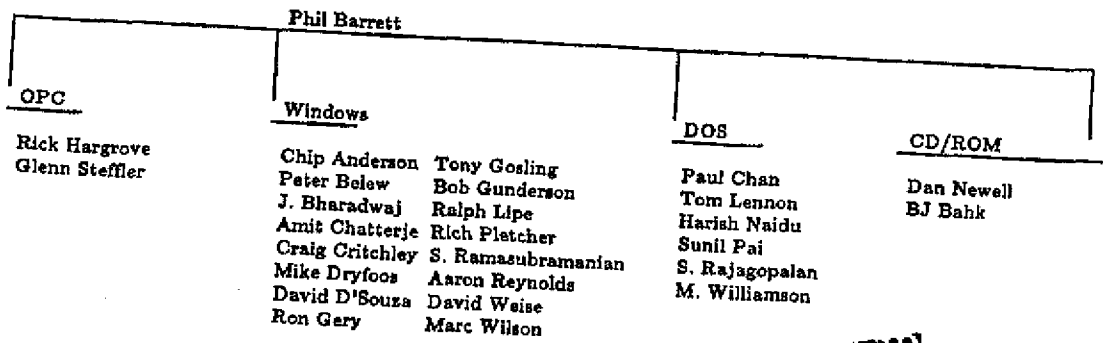 Phil Barrett
OPC
Rick Hargrove
Glenn Steffler
Windows
Chip Anderson Tony Gosling
Peter Belew Bob Gunderson
J. Bharadwaj Ralph Lipe
Amit Chatterje Rich Pletcher
Craig Critchley S. Ramasubramanian
Mike Dryfoos Aaron Reynolds
David D'Souza David Weise
Ron Gery Marc Wilson
DOS
Paul Chan
Tom Lennon
Harish Naidu
Sunil Pai
S. Rajagopalan
M. Williamson
CD/ROM
Dan Newell
BJ Bahk